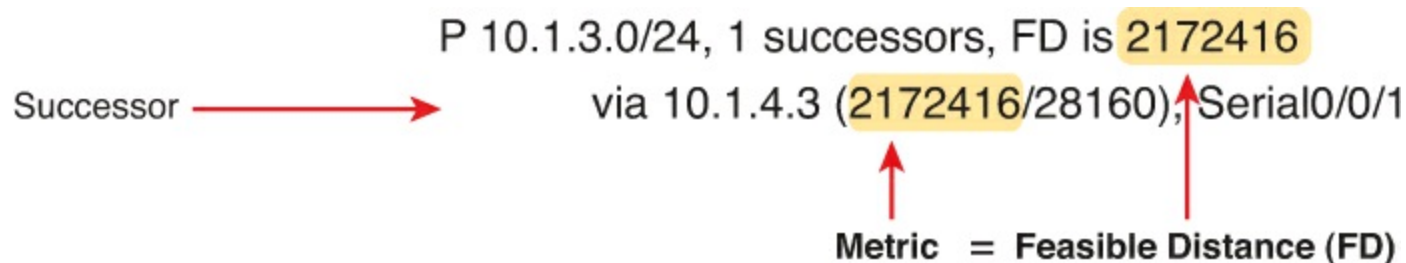 P 10.1.3.0/24, 1 successors, FD is 2172416
Successor
via 10.1.4.3 (2172416/28160), Serial0/0/1
Metric = Feasible Distance (FD)